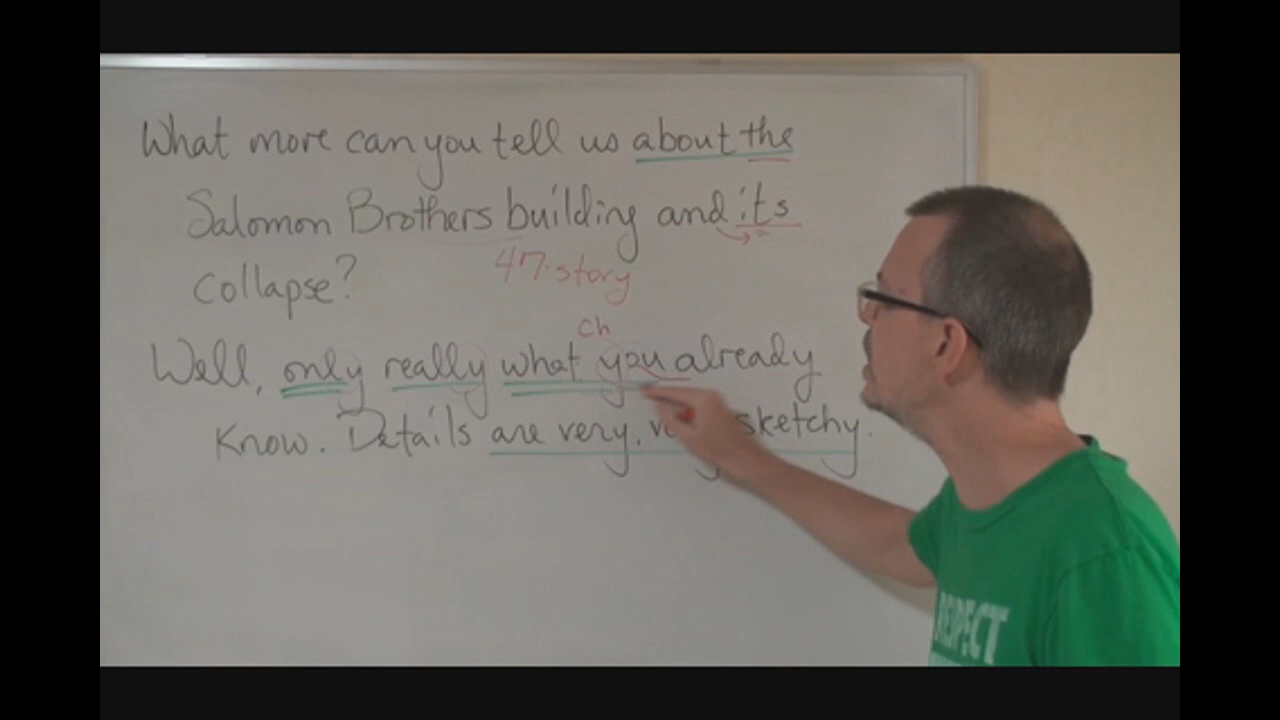 What more can you tell us about the
Salomon Brothers building and its
collapse?
47-story
ch
Well, only really what you already
know. Details are very, sketchy.
RESPECT